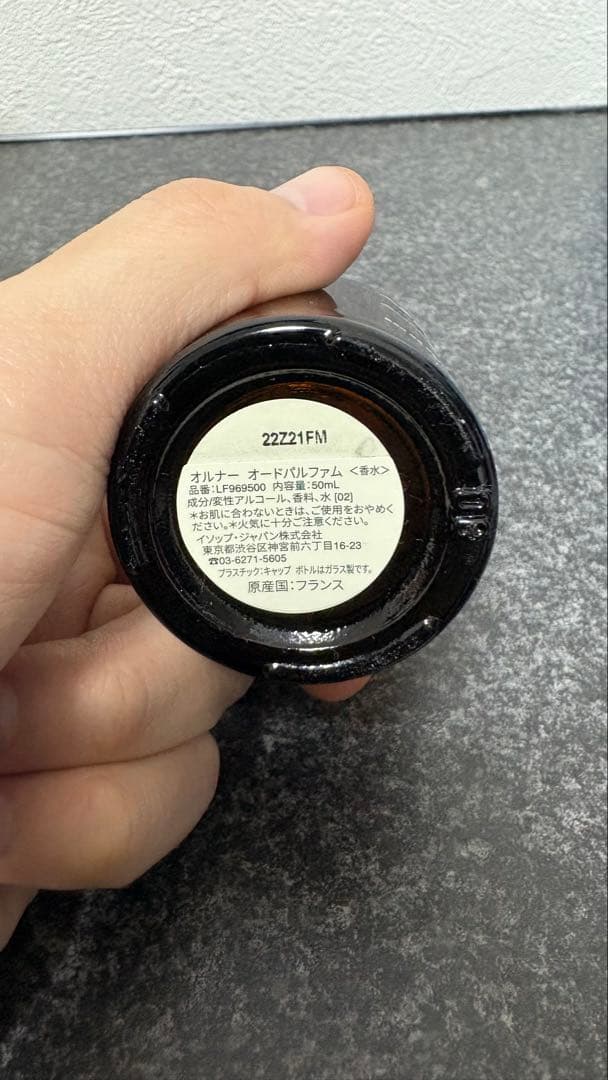 22Z21FM
オルナー オードパルファム <香水>
品番:LF969500 内容量:50mL
成分/変性アルコール、香料、水 [02]
*お肌に合わないときは、ご使用をおやめく
ださい。*火気に十分ご注意ください。
イソップ・ジャパン株式会社
東京都渋谷区神宮前六丁目16-23
☎03-6271-5605
プラスチック:キャップ ボトルはガラス製です。
原産国:フランス